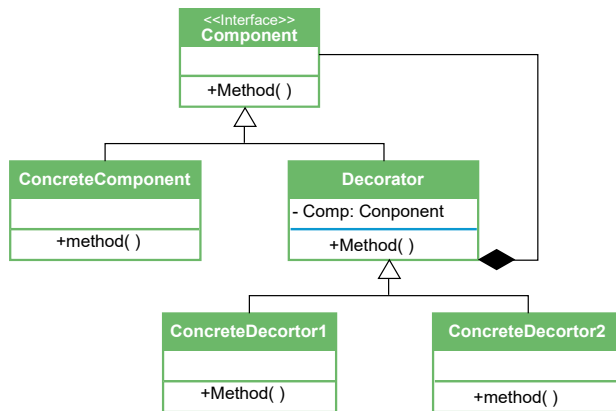 <<Interface>>
Component
+Method( )
ConcreteComponent
+method( )
Decorator
- Comp: Conponent
+Method( )
ConcreteDecortor1
+Method( )
ConcreteDecortor2
+method( )